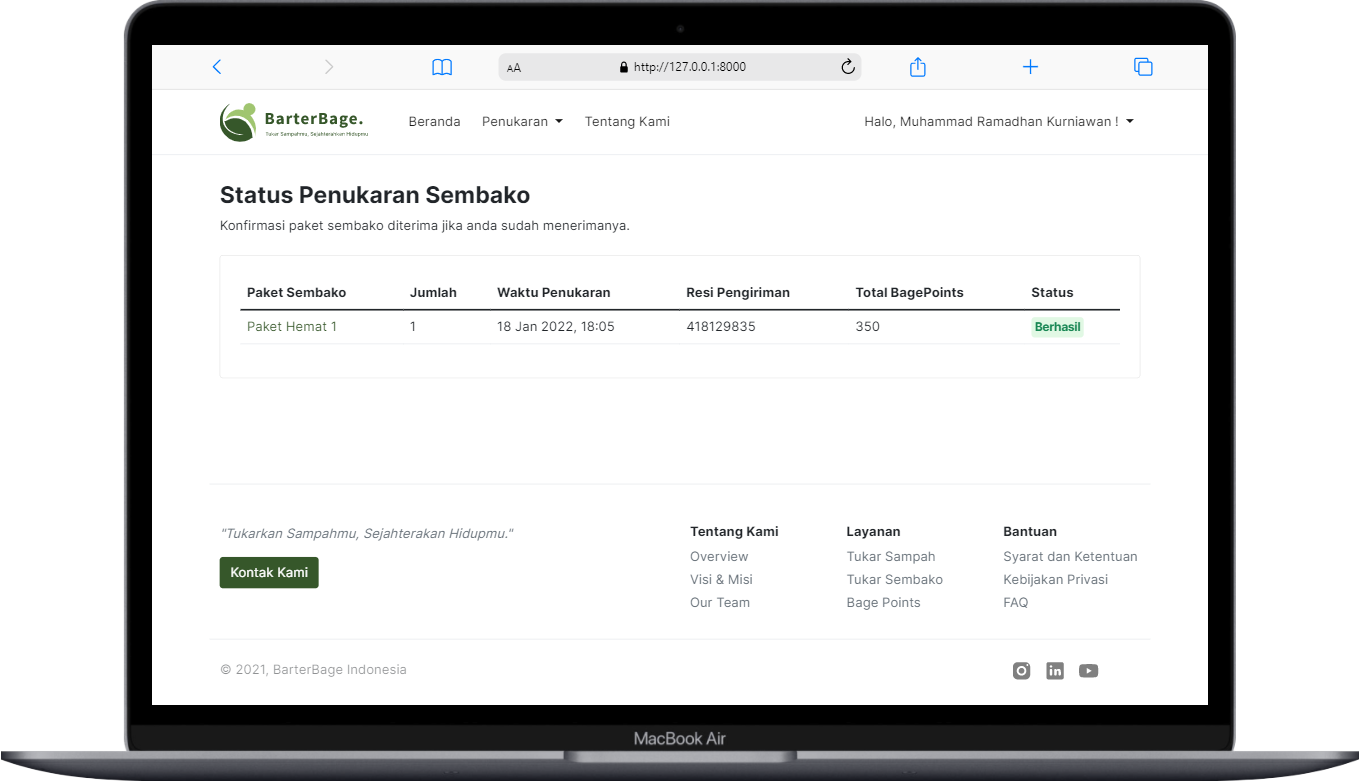 AA http://127.0.0.1:8000
BarterBage. Beranda Penukaran Tentang Kami Halo, Muhammad Ramadhan Kurniawan !
Tukar Sampahmu, Sejahterahkan Hidupmu
Status Penukaran Sembako
Konfirmasi paket sembako diterima jika anda sudah menerimanya.
Paket Sembako Jumlah Waktu Penukaran Resi Pengiriman Total BagePoints Status
Paket Hemat 1 1 18 Jan 2022, 18:05 418129835 350 Berhasil
"Tukarkan Sampahmu, Sejahterakan Hidupmu."
Kontak Kami
Tentang Kami Layanan Bantuan
Overview Tukar Sampah Syarat dan Ketentuan
Visi & Misi Tukar Sembako Kebijakan Privasi
Our Team Bage Points FAQ
© 2021, BarterBage Indonesia
in
MacBook Air